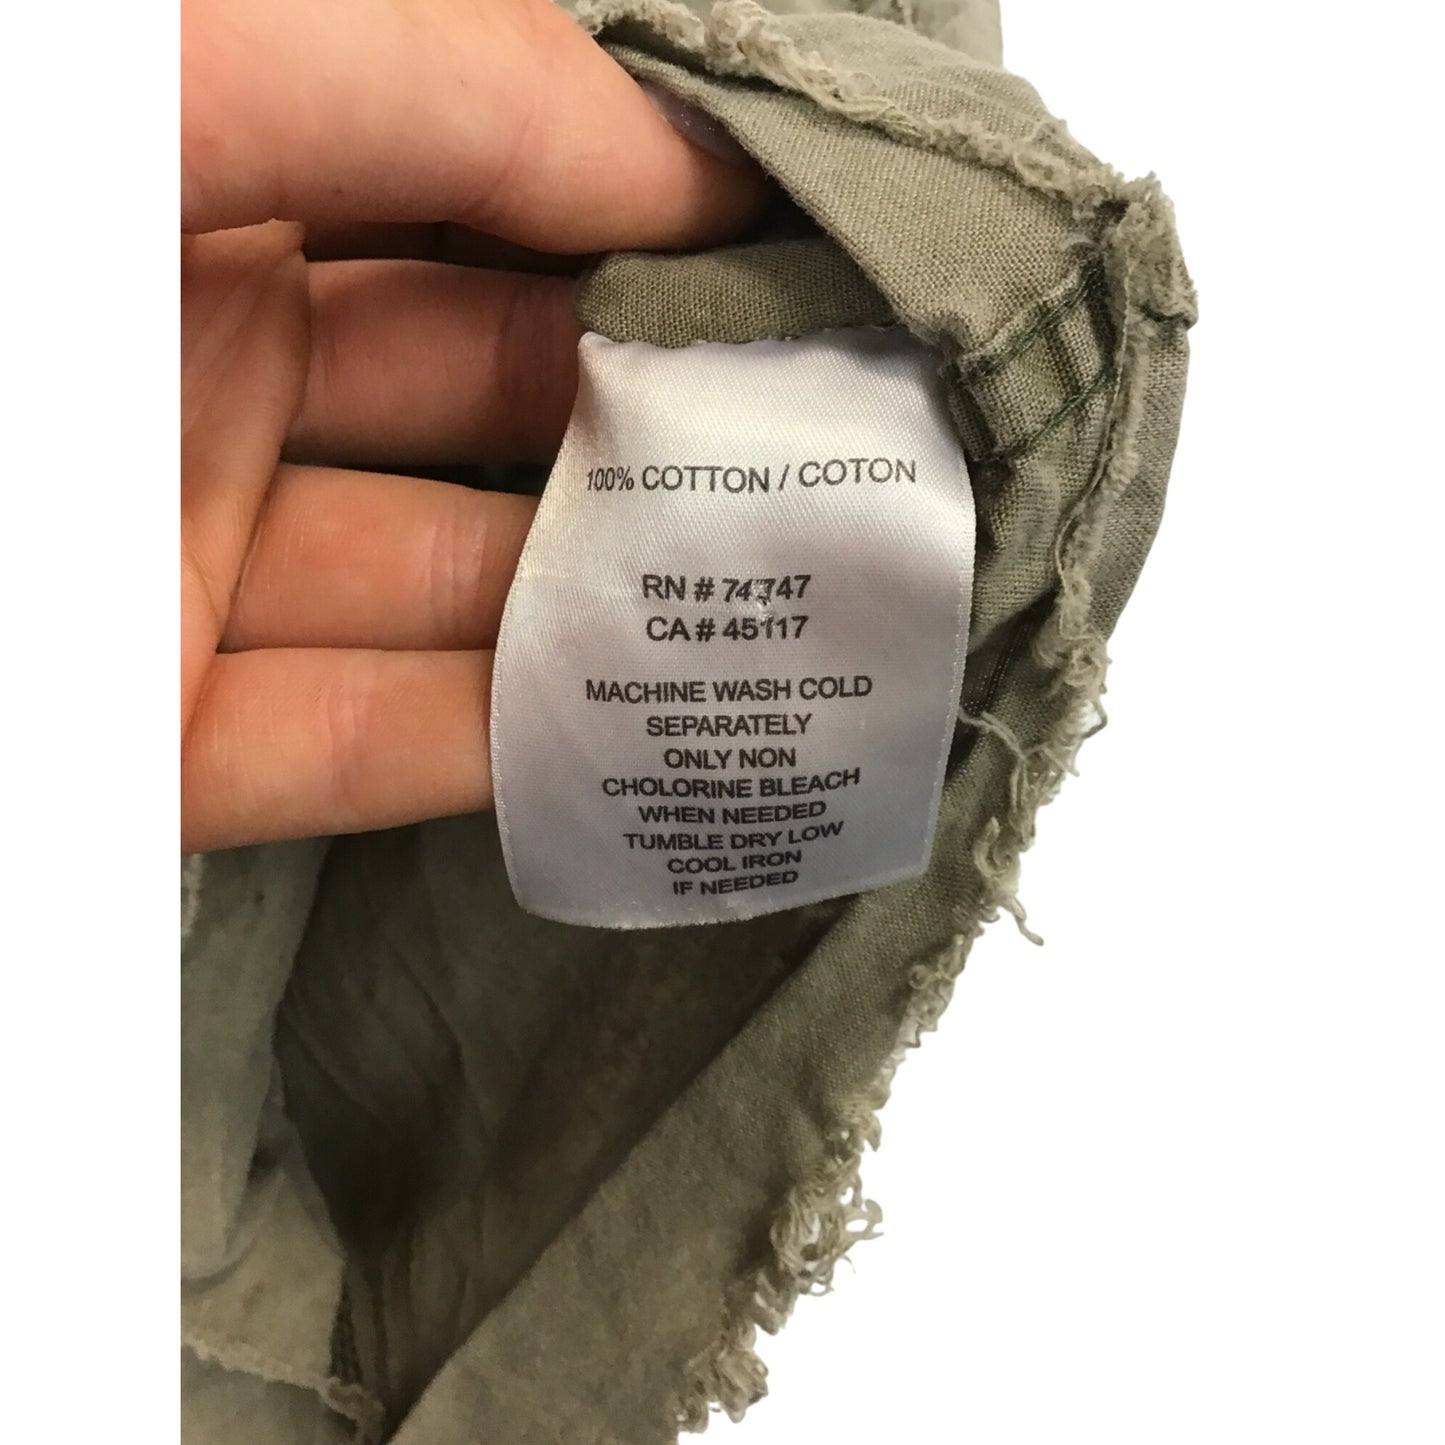 100% COTTON / COTON
RN # 74747
CA # 45117
MACHINE WASH COLD
SEPARATELY
ONLY NON
CHOLORINE BLEACH
WHEN NEEDED
TUMBLE DRY LOW
COOL IRON
IF NEEDED